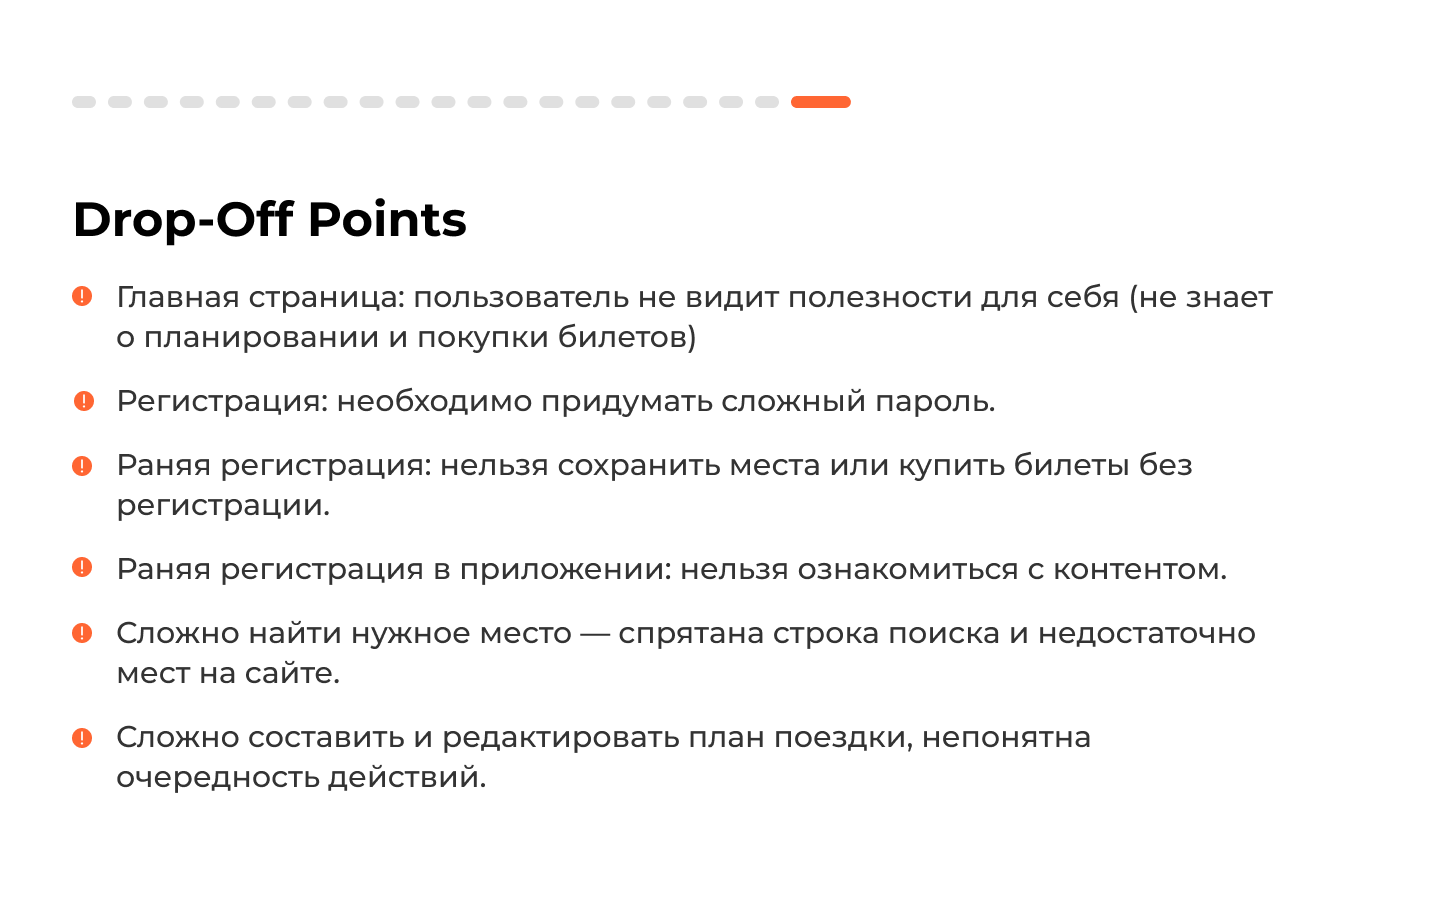 Drop-Off Points
Главная страница: пользователь не видит полезности для себя (не знает
о планировании и покупки билетов)
Регистрация: необходимо придумать сложный пароль.
Раняя регистрация: нельзя сохранить места или купить билеты без
регистрации.
Раняя регистрация в приложении: нельзя ознакомиться с контентом.
Сложно найти нужное место — спрятана строка поиска и недостаточно
мест на сайте.
Сложно составить и редактировать план поездки, непонятна
очередность действий.